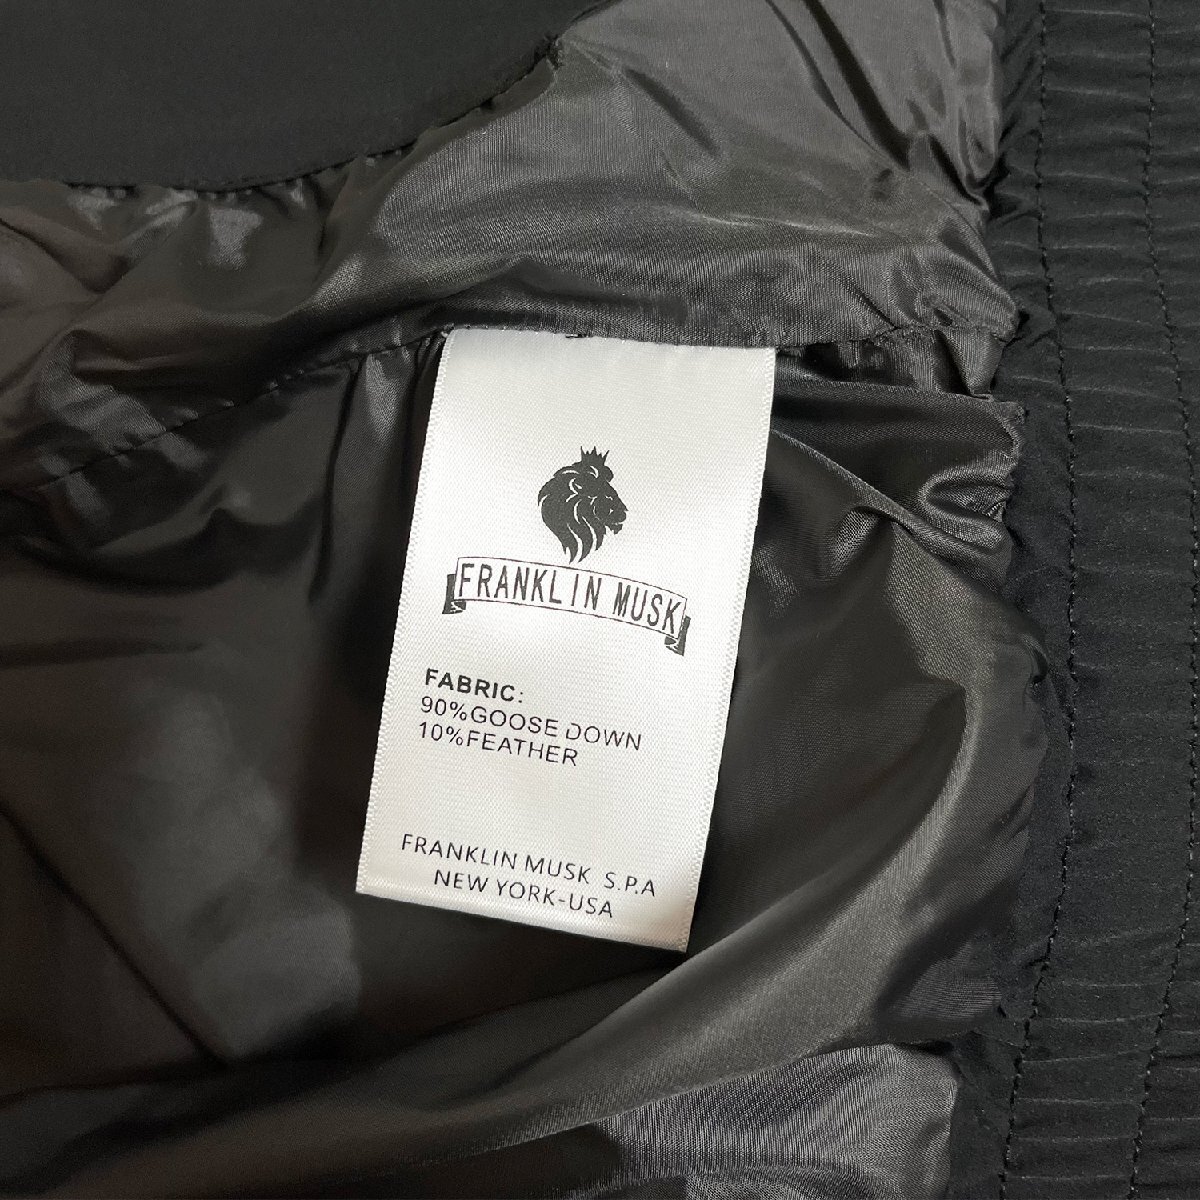 FRANKLIN MUSK
FABRIC:
90%GOOSE DOWN
10%FEATHER
FRANKLIN MUSK S.P.A
NEW YORK-USA